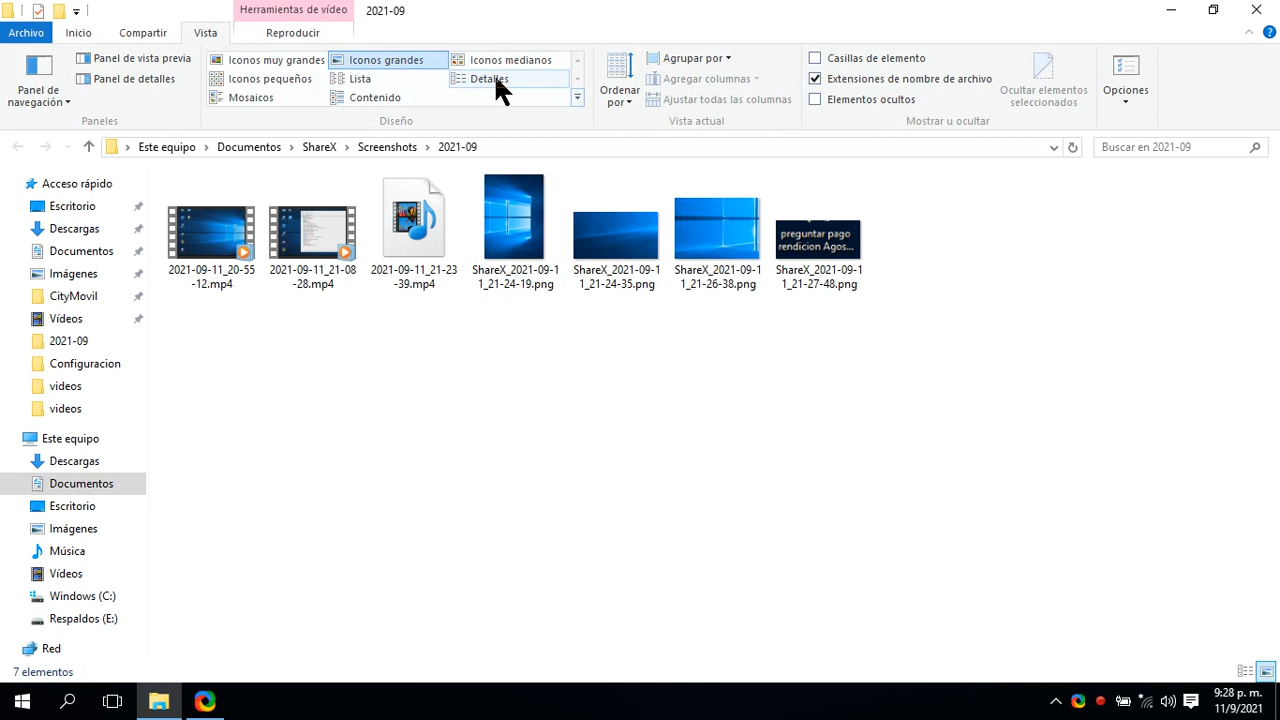 Herramientas de vídeo
2021-09
Archivo
Inicio
Compartir
Vista
Reproducir
Panel de navegación
Panel de vista previa
Panel de detalles
Paneles
Iconos muy grandes
Iconos grandes
Iconos medianos
Iconos pequeños
Lista
Detalles
Mosaicos
Contenido
Diseño
Ordenar por
Agrupar por
Agregar columnas
Ajustar todas las columnas
Vista actual
Casillas de elemento
Extensiones de nombre de archivo
Elementos ocultos
Ocultar elementos seleccionados
Mostrar u ocultar
Opciones
Este equipo
Documentos
ShareX
Screenshots
2021-09
Buscar en 2021-09
Acceso rápido
Escritorio
Descargas
Documentos
Imágenes
CityMovil
Vídeos
2021-09
Configuracion
videos
videos
Este equipo
Descargas
Documentos
Escritorio
Imágenes
Música
Vídeos
Windows (C:)
Respaldos (E:)
Red
2021-09-11_20-55
-12.mp4
2021-09-11_21-08
-28.mp4
2021-09-11_21-23
-39.mp4
ShareX_2021-09-1
1_21-24-19.png
ShareX_2021-09-1
1_21-24-35.png
ShareX_2021-09-1
1_21-26-38.png
preguntar pago
rendicion Agos...
ShareX_2021-09-1
1_21-27-48.png
7 elementos
9:28 p. m.
11/9/2021